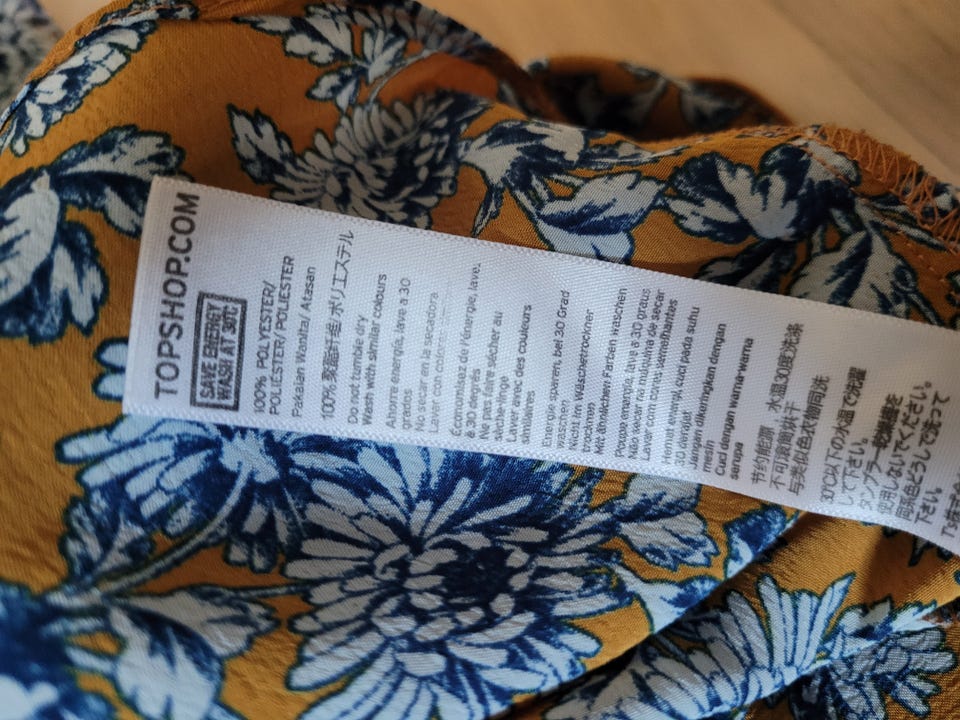 TOPSHOP.COM
SAVE ENERGY
WASH AT 30°C
100% POLYESTER/
POLIÉSTER/ POLIESTER
Pakaian Wanita/ Atasan
100% 聚酯纤维/ポリエステル
Do not tumble dry
Wash with similar colours
Ahorre energía, lave a 30
grados
No secar en la secadora
Lavar con colores
Économisez de l'énergie, lavez
à 30 degrés
Ne pas faire sécher au
sèche-linge
Laver avec des couleurs
similaires
Energie sparen, bei 30 Grad
waschen
Nicht im Wäschetrockner
trocknen
Mit ähnlichen Farben waschen
Poupe energia, lave a 30 graus
Não secar na máquina de secar
Lavar com cores semelhantes
Hemat energi, cuci pada suhu
30 derajat
Jangan dikeringkan dengan
mesin
Cuci dengan warna-warna
serupa
节约能源，水温30度洗涤
不可滚筒烘干
与类似色衣物同洗
30℃以下の水温で洗濯
して下さい。
タンブラー乾燥機を
使用しないでください。
同系色どうしで洗って
下さい。